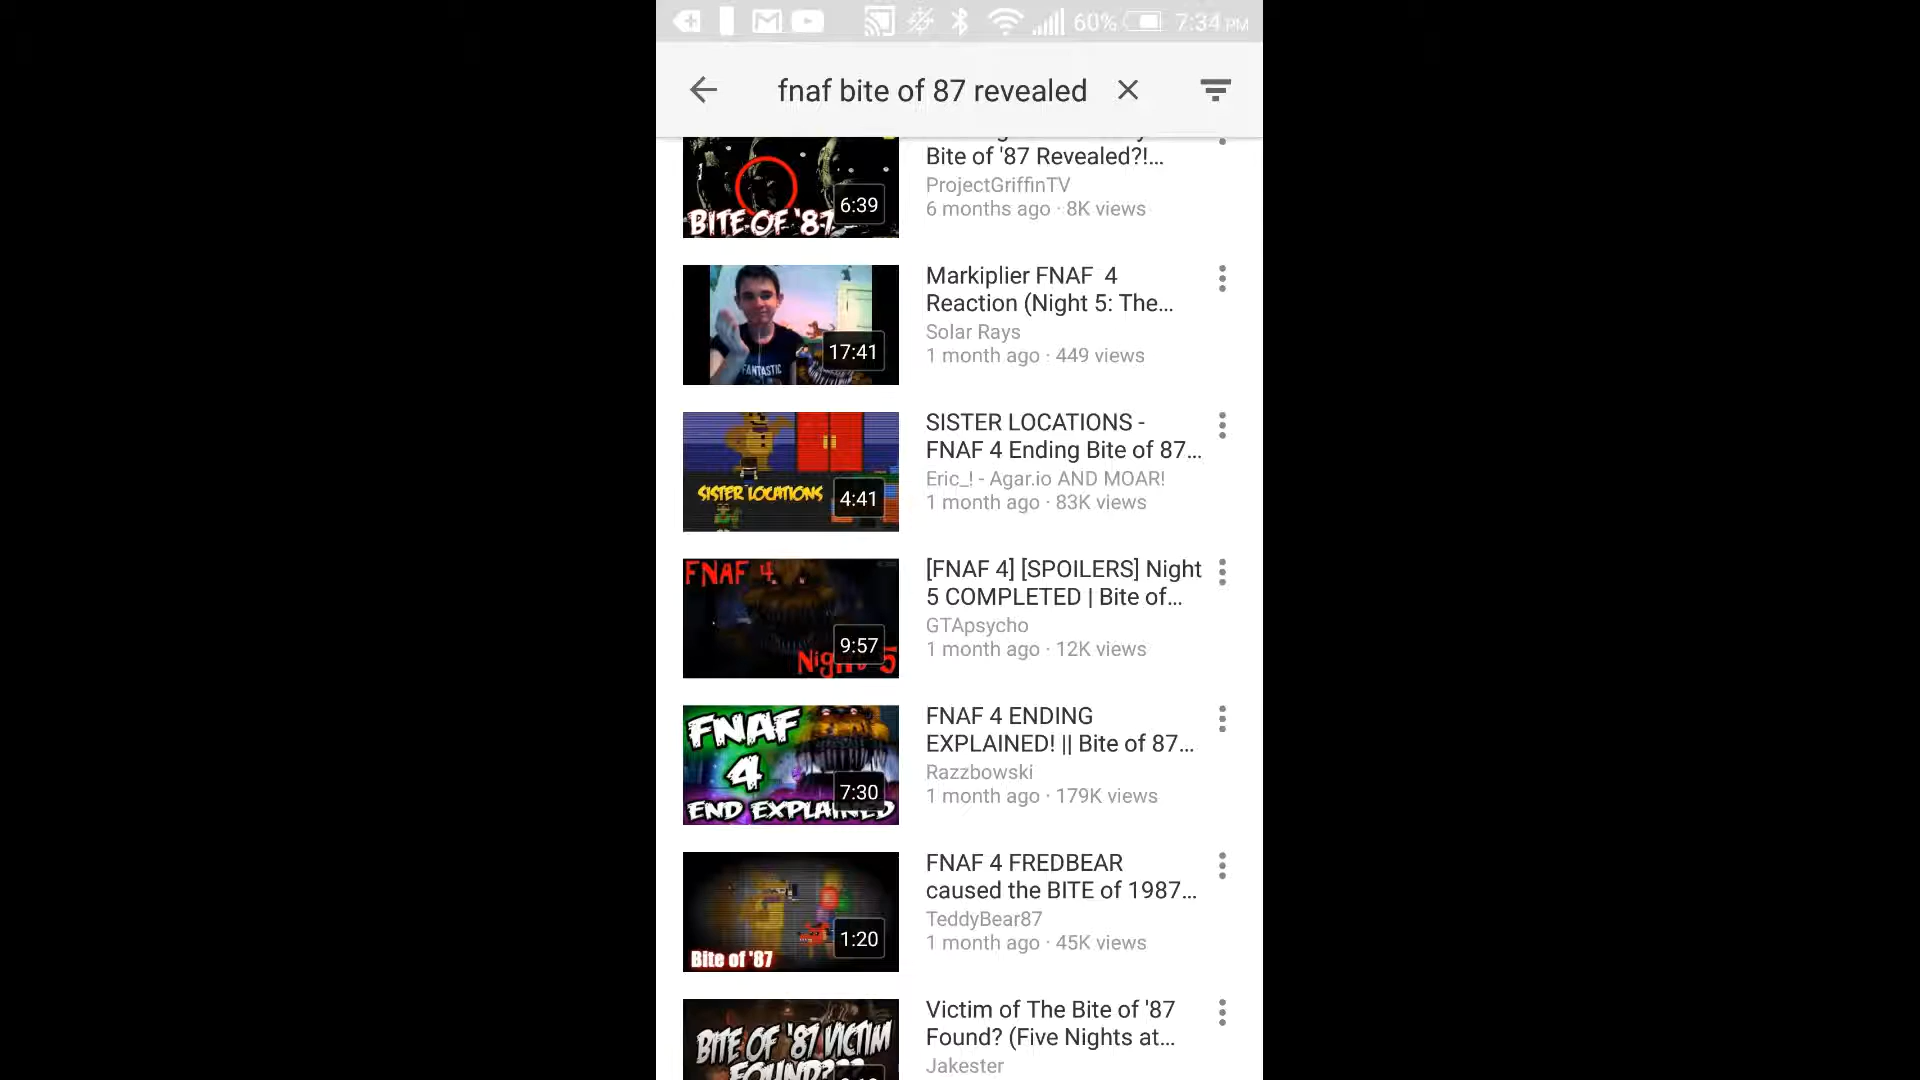 60% 7:34 PM
fnaf bite of 87 revealed
BITE OF '87
6:39
Bite of '87 Revealed?!...
ProjectGriffinTV
6 months ago · 8K views
FANTASTIC
17:41
Markiplier FNAF 4
Reaction (Night 5: The...
Solar Rays
1 month ago · 449 views
SISTER LOCATIONS
4:41
SISTER LOCATIONS -
FNAF 4 Ending Bite of 87...
Eric_! - Agar.io AND MOAR!
1 month ago · 83K views
FNAF 4
Night 5
9:57
[FNAF 4] [SPOILERS] Night
5 COMPLETED | Bite of...
GTApsycho
1 month ago · 12K views
FNAF
4
END EXPLAINED
7:30
FNAF 4 ENDING
EXPLAINED! || Bite of 87...
Razzbowski
1 month ago · 179K views
Bite of '87
1:20
FNAF 4 FREDBEAR
caused the BITE of 1987...
TeddyBear87
1 month ago · 45K views
BITE OF '87 VICTIM
FOUND???
Victim of The Bite of '87
Found? (Five Nights at...
Jakester